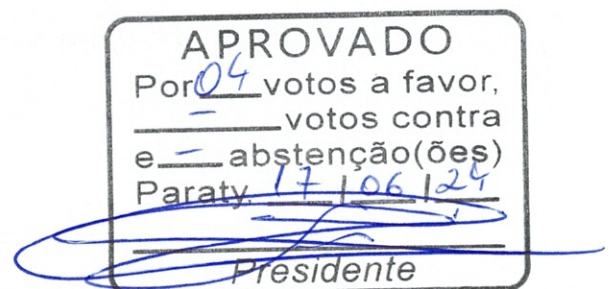 APROVADO
Por 04 votos a favor,
- votos contra
e - abstenção(ões)
Paraty, 17 / 06 / 24
Presidente